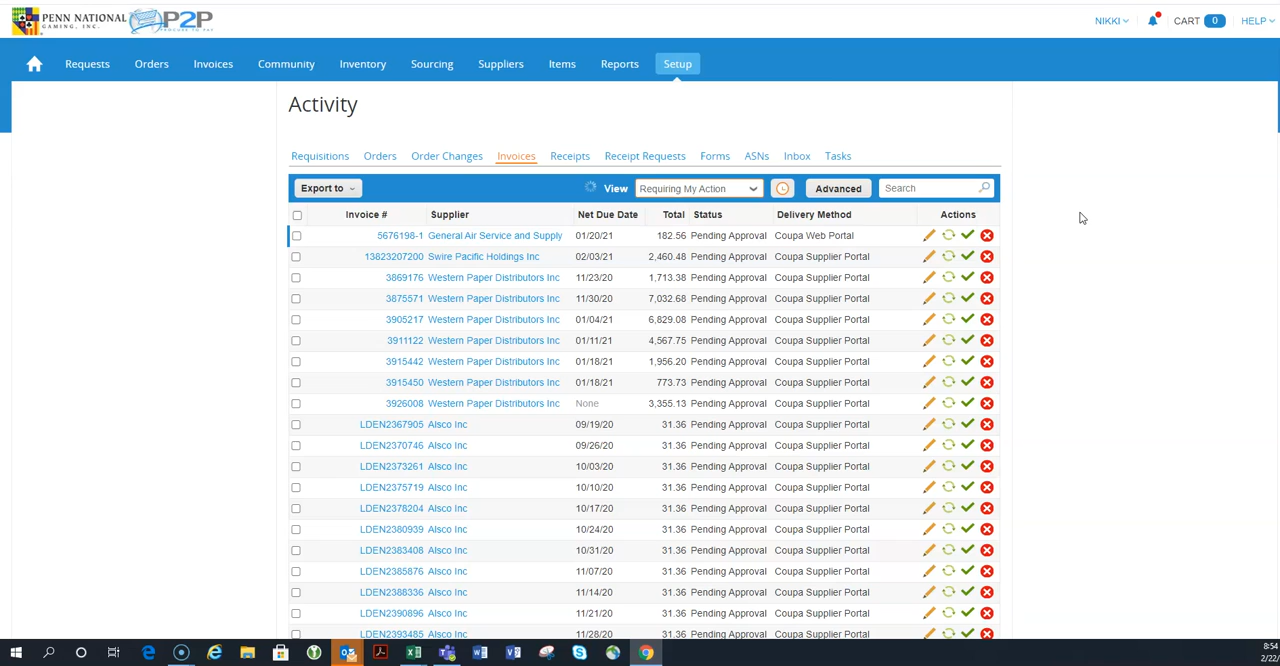 PENN NATIONAL GAMING, INC. P2P PROCURE TO PAY NIKKI CART 0 HELP
Requests Orders Invoices Community Inventory Sourcing Suppliers Items Reports Setup
Activity
Requisitions Orders Order Changes Invoices Receipts Receipt Requests Forms ASNs Inbox Tasks
Export to View Requiring My Action Advanced Search
Invoice # Supplier Net Due Date Total Status Delivery Method Actions
5676198-1 General Air Service and Supply 01/20/21 182.56 Pending Approval Coupa Web Portal
13823207200 Swire Pacific Holdings Inc 02/03/21 2,460.48 Pending Approval Coupa Supplier Portal
3869176 Western Paper Distributors Inc 11/23/20 1,713.38 Pending Approval Coupa Supplier Portal
3875571 Western Paper Distributors Inc 11/30/20 7,032.68 Pending Approval Coupa Supplier Portal
3905217 Western Paper Distributors Inc 01/04/21 6,829.08 Pending Approval Coupa Supplier Portal
3911122 Western Paper Distributors Inc 01/11/21 4,567.75 Pending Approval Coupa Supplier Portal
3915442 Western Paper Distributors Inc 01/18/21 1,956.20 Pending Approval Coupa Supplier Portal
3915450 Western Paper Distributors Inc 01/18/21 773.73 Pending Approval Coupa Supplier Portal
3926008 Western Paper Distributors Inc None 3,355.13 Pending Approval Coupa Supplier Portal
LDEN2367905 Alsco Inc 09/19/20 31.36 Pending Approval Coupa Supplier Portal
LDEN2370746 Alsco Inc 09/26/20 31.36 Pending Approval Coupa Supplier Portal
LDEN2373261 Alsco Inc 10/03/20 31.36 Pending Approval Coupa Supplier Portal
LDEN2375719 Alsco Inc 10/10/20 31.36 Pending Approval Coupa Supplier Portal
LDEN2378204 Alsco Inc 10/17/20 31.36 Pending Approval Coupa Supplier Portal
LDEN2380939 Alsco Inc 10/24/20 31.36 Pending Approval Coupa Supplier Portal
LDEN2383408 Alsco Inc 10/31/20 31.36 Pending Approval Coupa Supplier Portal
LDEN2385876 Alsco Inc 11/07/20 31.36 Pending Approval Coupa Supplier Portal
LDEN2388336 Alsco Inc 11/14/20 31.36 Pending Approval Coupa Supplier Portal
LDEN2390896 Alsco Inc 11/21/20 31.36 Pending Approval Coupa Supplier Portal
LDEN2393485 Alsco Inc 11/28/20 31.36 Pending Approval Coupa Supplier Portal
8:54
2/22/